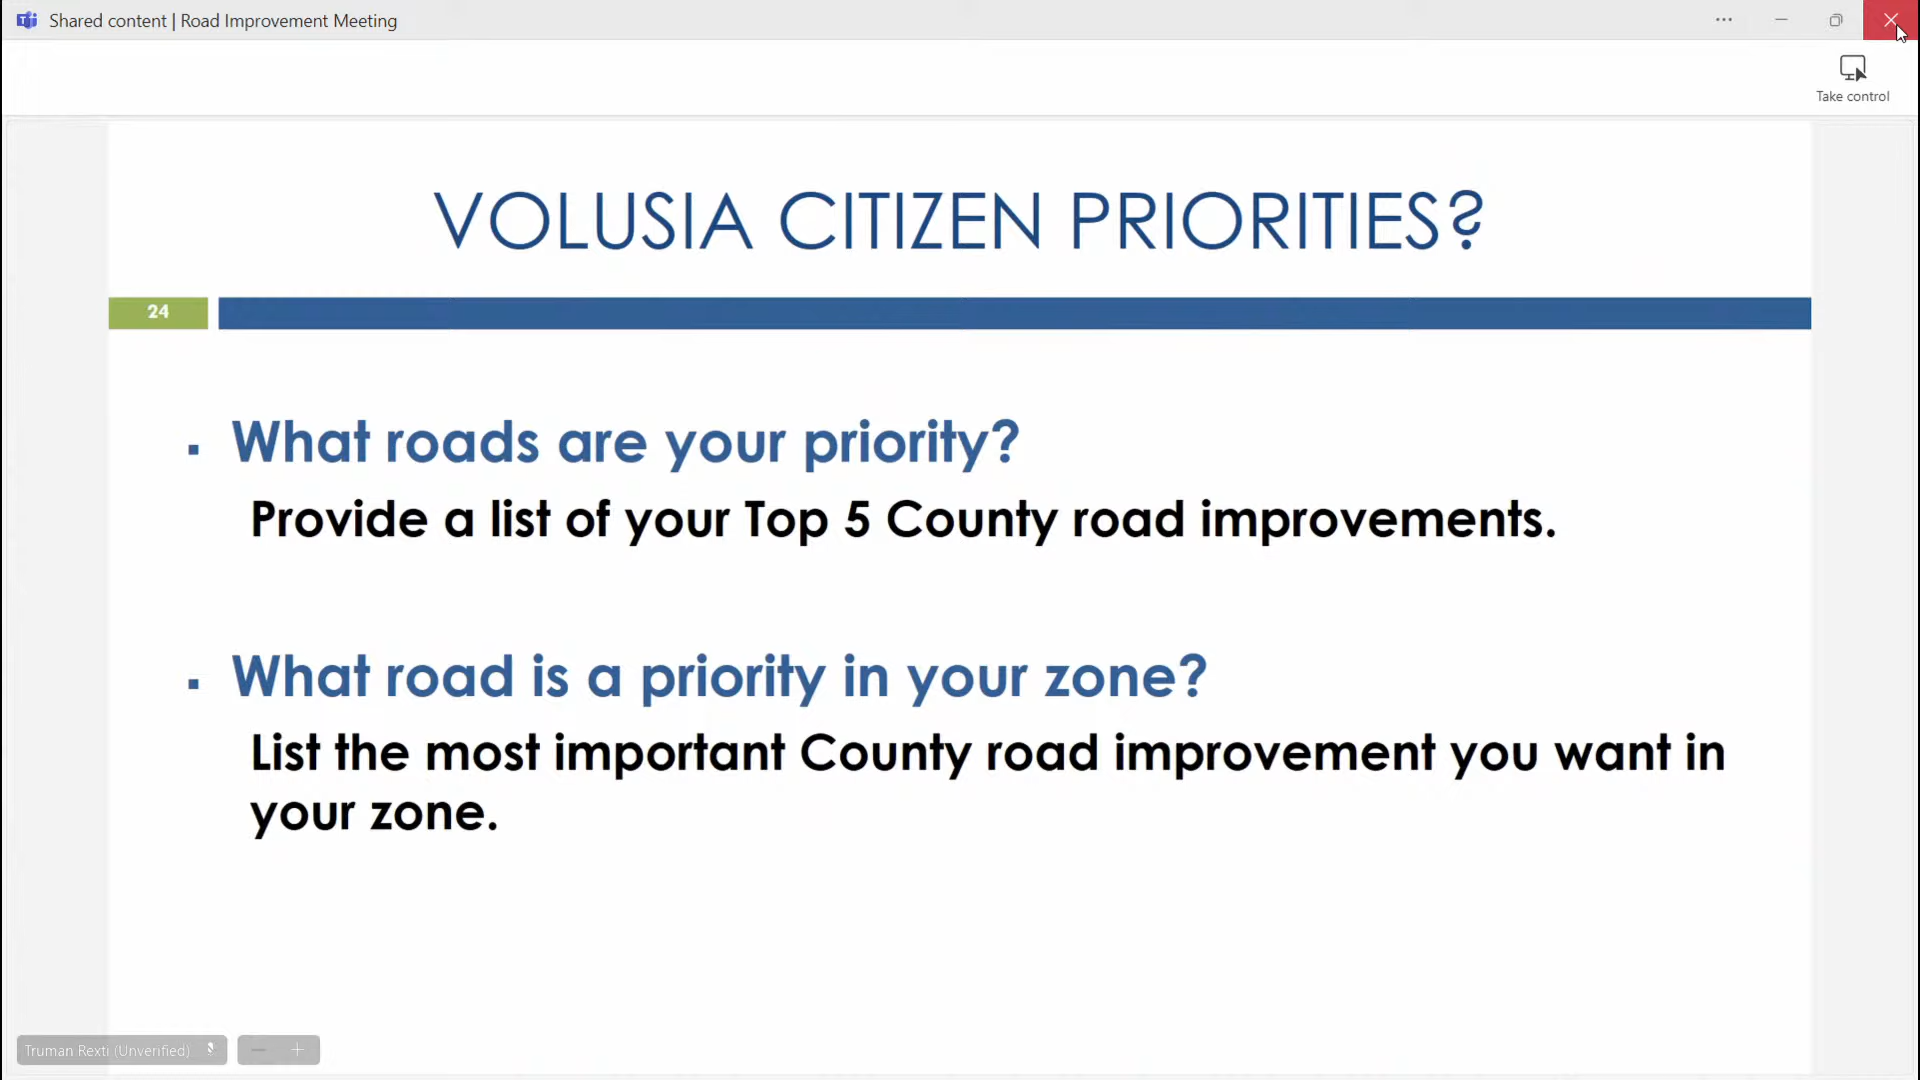 Shared content | Road Improvement Meeting
Take control
VOLUSIA CITIZEN PRIORITIES?
24
▪ What roads are your priority?
Provide a list of your Top 5 County road improvements.
▪ What road is a priority in your zone?
List the most important County road improvement you want in
your zone.
Truman Rexti (Unverified)